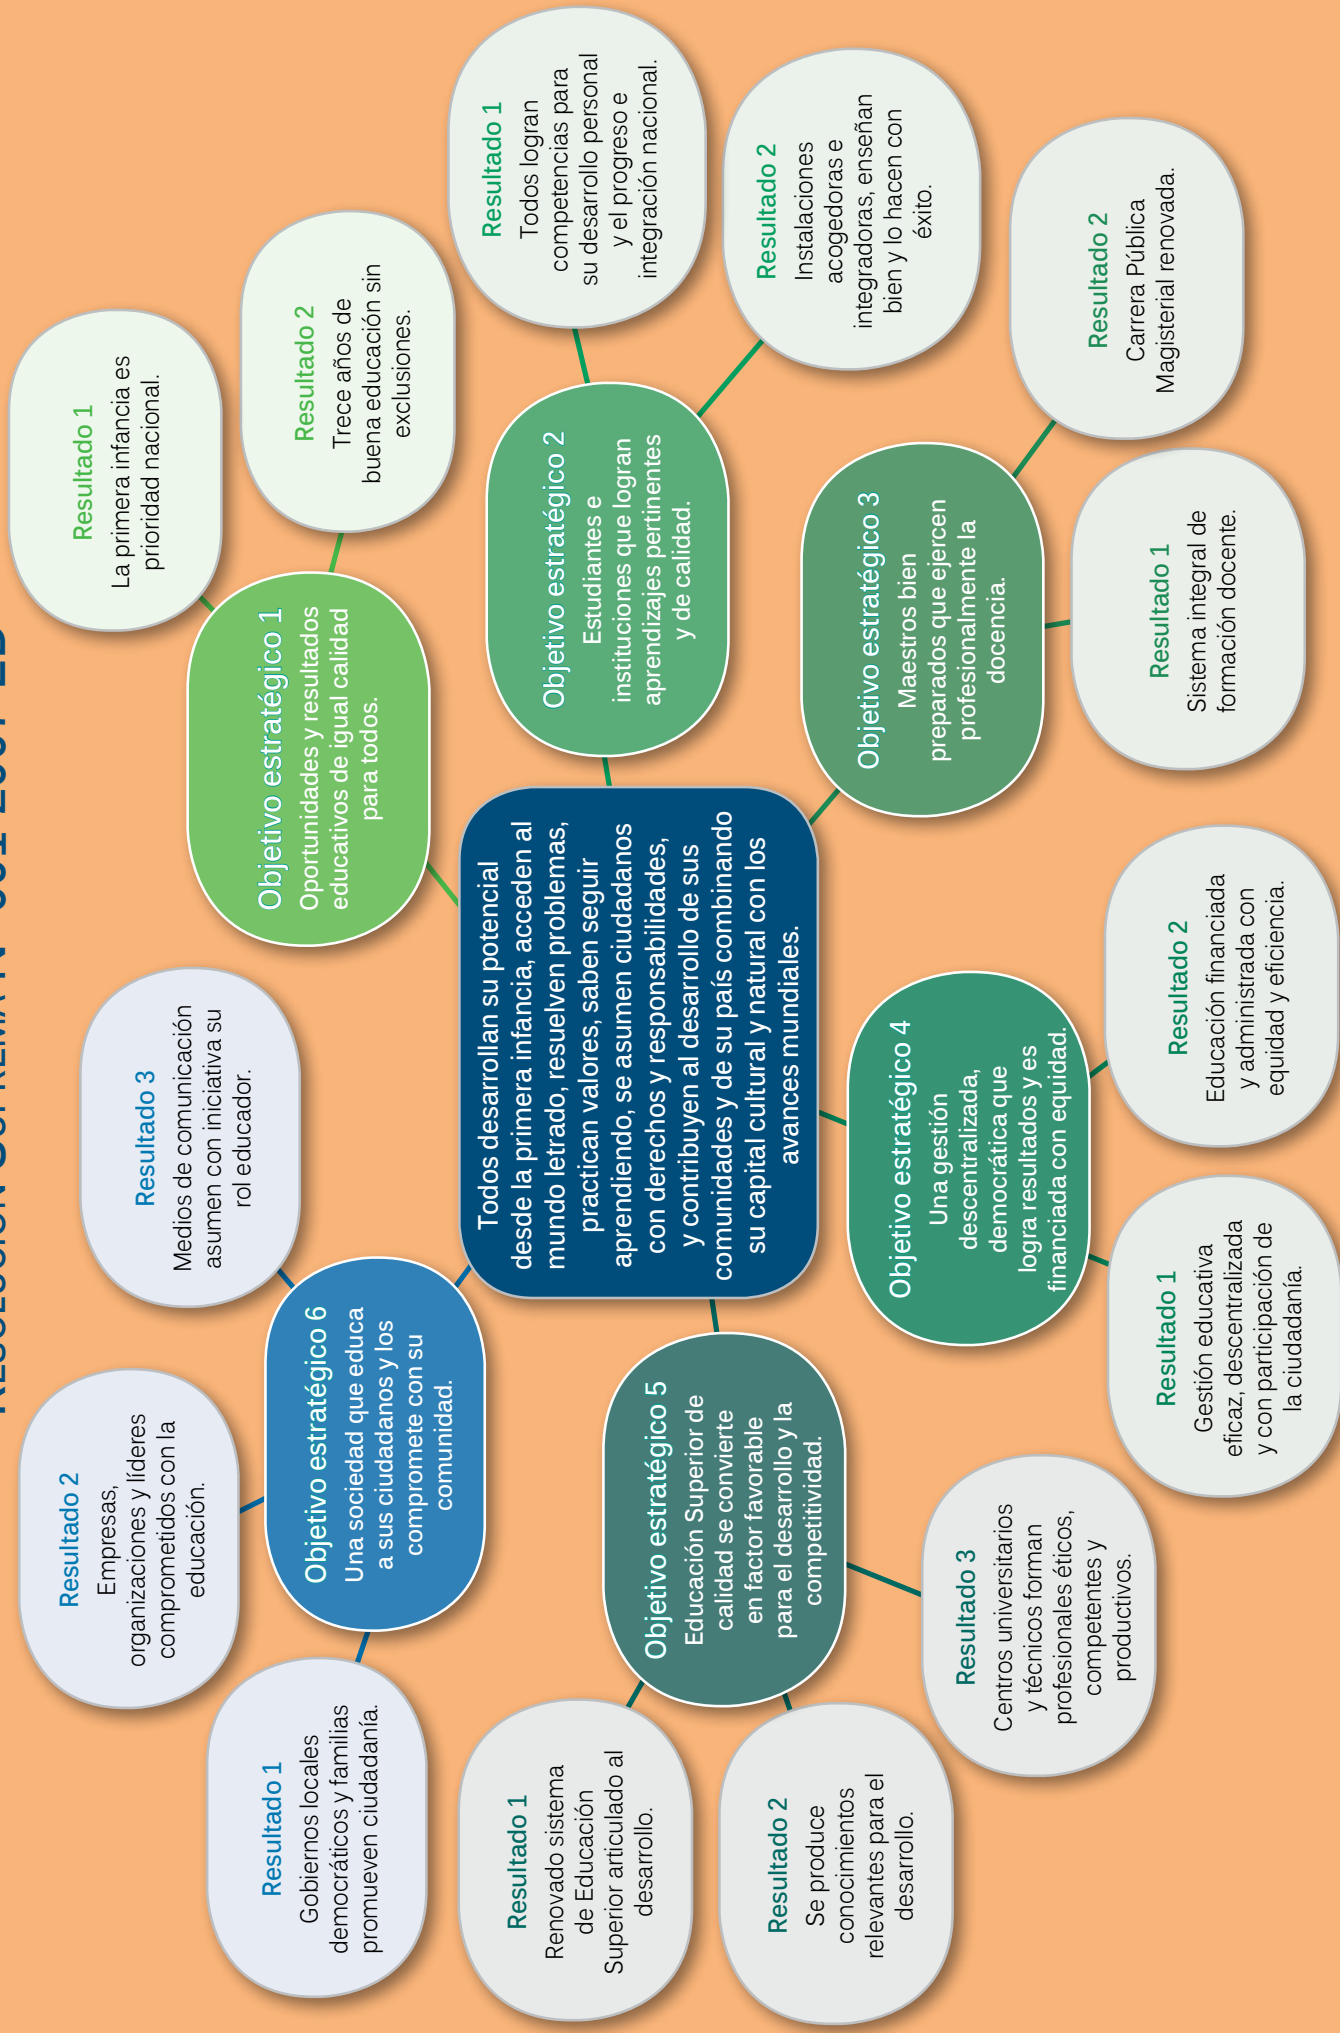 RESOLUCIÓN SUPREMA N° 001-2007-ED
Todos desarrollan su potencial
desde la primera infancia, acceden al
mundo letrado, resuelven problemas,
practican valores, saben seguir
aprendiendo, se asumen ciudadanos
con derechos y responsabilidades,
y contribuyen al desarrollo de sus
comunidades y de su país combinando
su capital cultural y natural con los
avances mundiales.
Objetivo estratégico 1
Oportunidades y resultados
educativos de igual calidad
para todos.
Resultado 1
La primera infancia es
prioridad nacional.
Resultado 2
Trece años de
buena educación sin
exclusiones.
Objetivo estratégico 2
Estudiantes e
instituciones que logran
aprendizajes pertinentes
y de calidad.
Resultado 1
Todos logran
competencias para
su desarrollo personal
y el progreso e
integración nacional.
Resultado 2
Instalaciones
acogedoras e
integradoras, enseñan
bien y lo hacen con
éxito.
Objetivo estratégico 3
Maestros bien
preparados que ejercen
profesionalmente la
docencia.
Resultado 1
Sistema integral de
formación docente.
Resultado 2
Carrera Pública
Magisterial renovada.
Objetivo estratégico 4
Una gestión
descentralizada,
democrática que
logra resultados y es
financiada con equidad.
Resultado 1
Gestión educativa
eficaz, descentralizada
y con participación de
la ciudadanía.
Resultado 2
Educación financiada
y administrada con
equidad y eficiencia.
Objetivo estratégico 5
Educación Superior de
calidad se convierte
en factor favorable
para el desarrollo y la
competitividad.
Resultado 1
Renovado sistema
de Educación
Superior articulado al
desarrollo.
Resultado 2
Se produce
conocimientos
relevantes para el
desarrollo.
Resultado 3
Centros universitarios
y técnicos forman
profesionales éticos,
competentes y
productivos.
Objetivo estratégico 6
Una sociedad que educa
a sus ciudadanos y los
compromete con su
comunidad.
Resultado 1
Gobiernos locales
democráticos y familias
promueven ciudadanía.
Resultado 2
Empresas,
organizaciones y líderes
comprometidos con la
educación.
Resultado 3
Medios de comunicación
asumen con iniciativa su
rol educador.